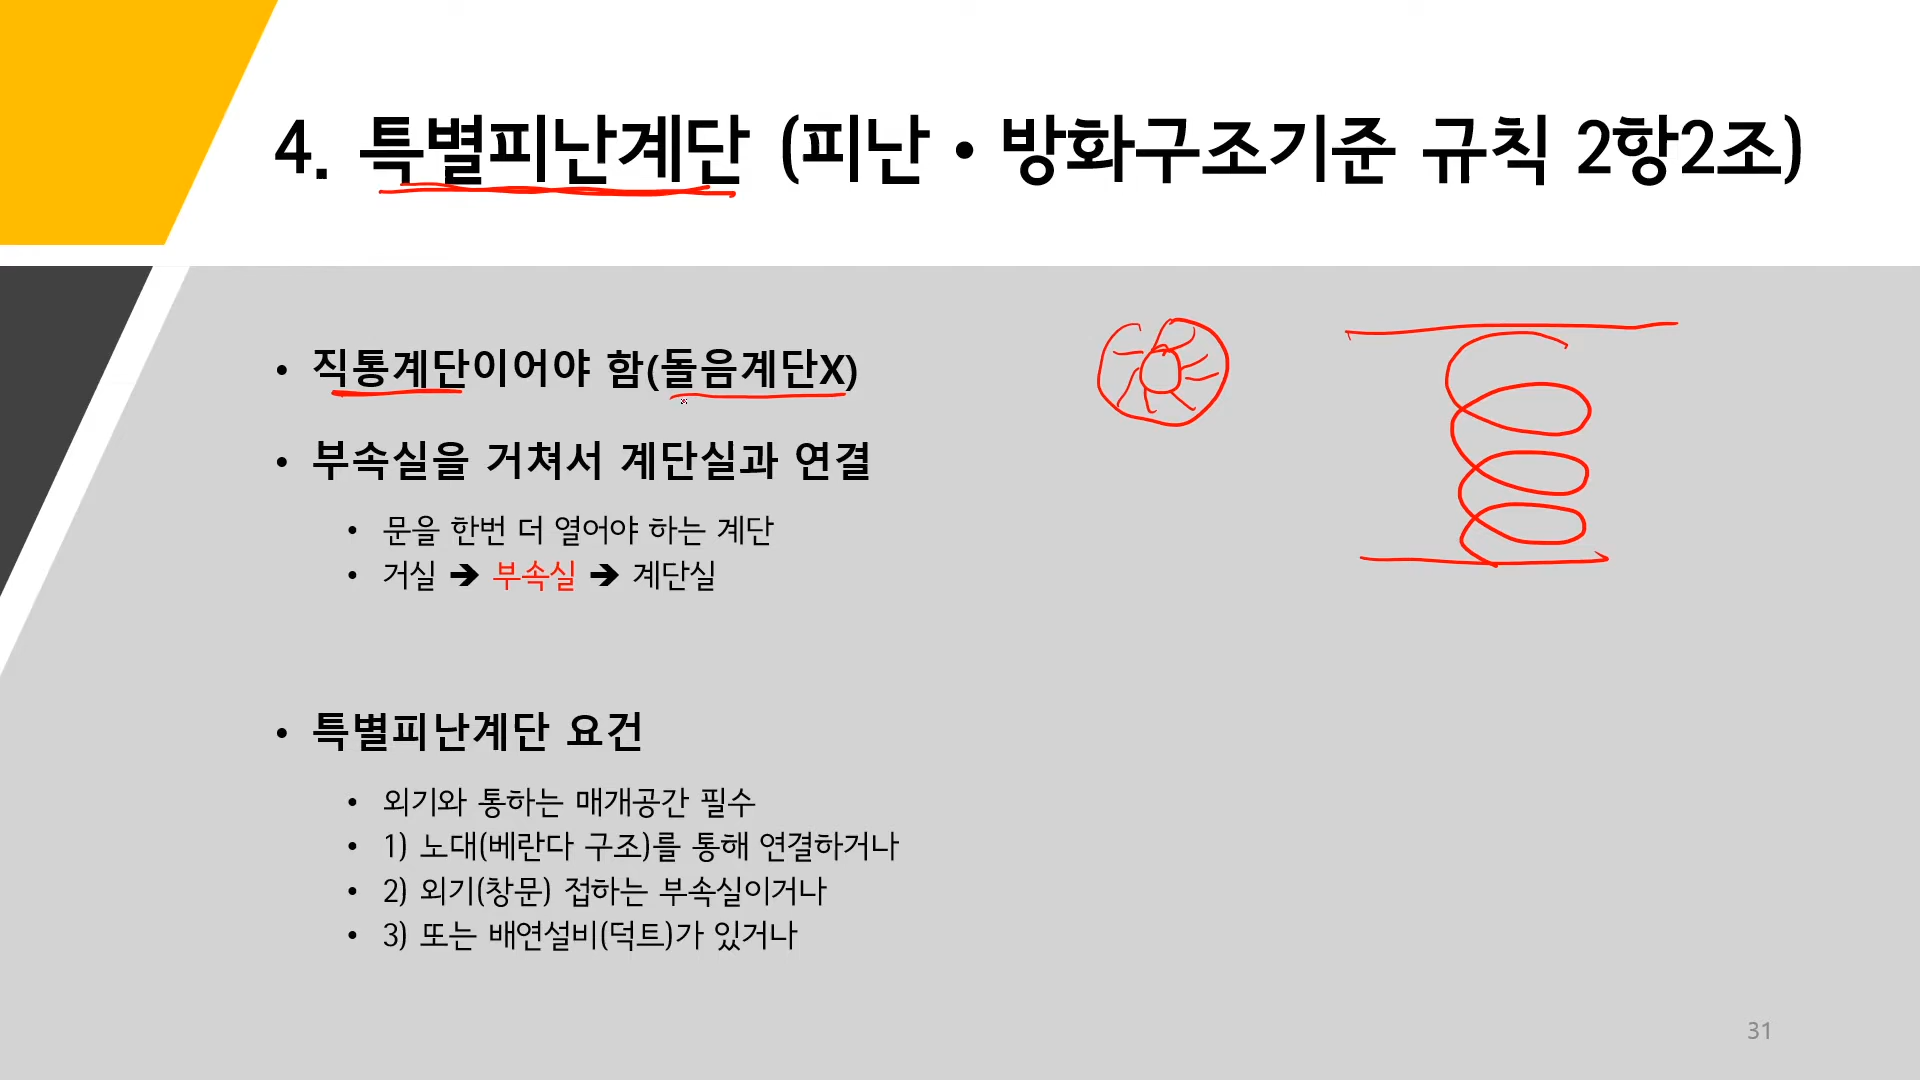 4. 특별피난계단 (피난・방화구조기준 규칙 2항2조)
• 직통계단이어야 함(돌음계단X)
• 부속실을 거쳐서 계단실과 연결
• 문을 한번 더 열어야 하는 계단
• 거실 ➔ 부속실 ➔ 계단실
• 특별피난계단 요건
• 외기와 통하는 매개공간 필수
• 1) 노대(베란다 구조)를 통해 연결하거나
• 2) 외기(창문) 접하는 부속실이거나
• 3) 또는 배연설비(덕트)가 있거나
31